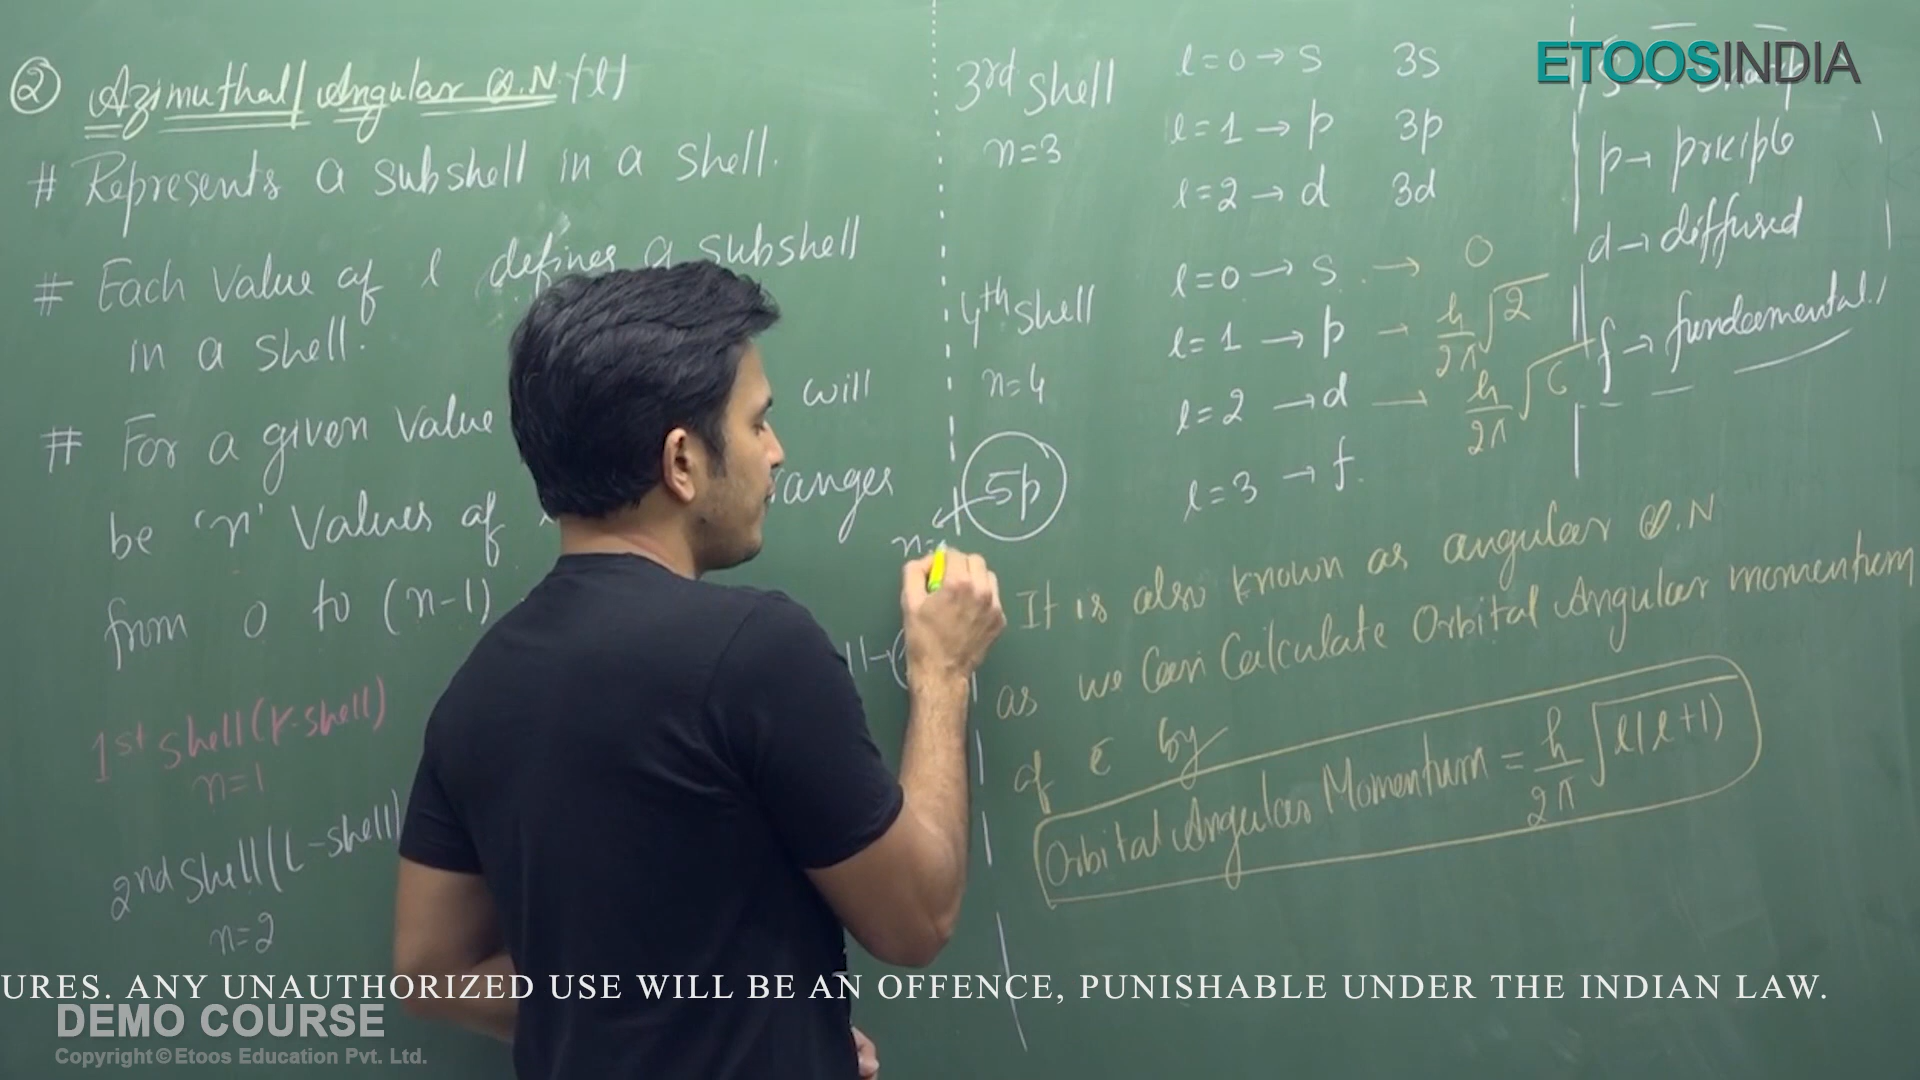 ② Azimuthal/Angular Q.N. (l)
# Represents a subshell in a shell.
# Each value of l defines a subshell
in a shell.
# For a given value will
be 'n' values of ranges
from 0 to (n-1)
1st shell (K-shell)
n=1
2nd shell (L-shell)
n=2
3rd shell
n=3
l=0 → s 3s
l=1 → p 3p
l=2 → d 3d
4th shell
n=4
l=0 → s → 0
l=1 → p → h/2π √2
l=2 → d → h/2π √6
l=3 → f
5p
n=
p → prciple
d → diffused
f → fundamental
It is also known as angular Q.N
as we can calculate Orbital Angular momentum
of e by
Orbital Angular Momentum = h/2π √l(l+1)
ETOOSINDIA
URES. ANY UNAUTHORIZED USE WILL BE AN OFFENCE, PUNISHABLE UNDER THE INDIAN LAW.
DEMO COURSE
Copyright © Etoos Education Pvt. Ltd.